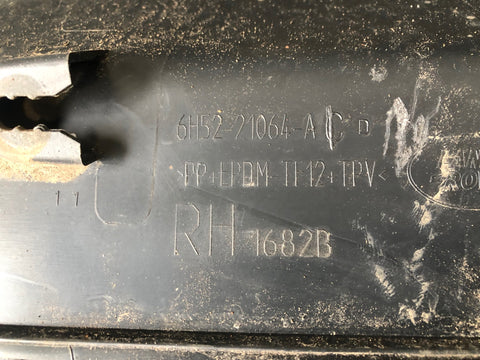 6H52-21064-A C D
>PP+EPDM-TF12+TPV<
11
RH 1682B